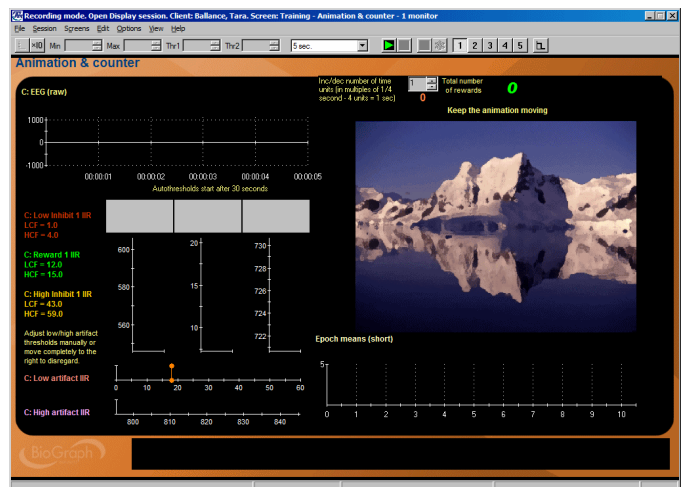 Recording mode. Open Display session. Client: Ballance, Tara. Screen: Training - Animation & counter - 1 monitor
File Session Screens Edit Options View Help
×IQ Min Max Thr1 Thr2 5 sec. 1 2 3 4 5
Animation & counter
C: EEG (raw)
Inc/dec number of time
units (in multiples of 1/4
second - 4 units = 1 sec)
1
0
Total number
of rewards
0
Keep the animation moving
1000
0
-1000
00:00:01 00:00:02 00:00:03 00:00:04 00:00:05
Autothresholds start after 30 seconds
C: Low Inhibit 1 IIR
LCF = 1.0
HCF = 4.0
C: Reward 1 IIR
LCF = 12.0
HCF = 15.0
C: High Inhibit 1 IIR
LCF = 43.0
HCF = 59.0
600
580
560
20
15
10
730
728
726
724
722
Adjust low/high artifact
thresholds manually or
move completely to the
right to disregard.
C: Low artifact IIR
0 10 20 30 40 50 60
C: High artifact IIR
800 810 820 830 840
Epoch means (short)
5
0 1 2 3 4 5 6 7 8 9 10
BioGraph